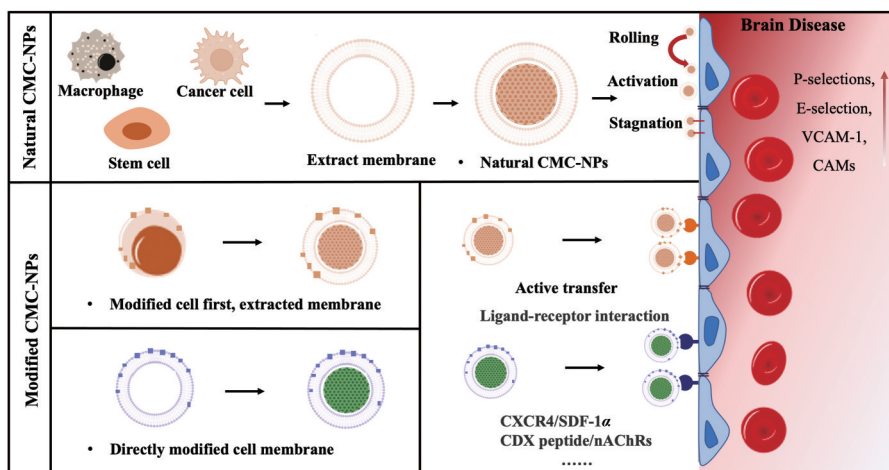 Natural CMC-NPs
Macrophage
Cancer cell
Stem cell
Extract membrane
• Natural CMC-NPs
Rolling
Activation
Stagnation
Brain Disease
P-selections,
E-selection,
VCAM-1,
CAMs
Modified CMC-NPs
• Modified cell first, extracted membrane
• Directly modified cell membrane
Active transfer
Ligand-receptor interaction
CXCR4/SDF-1α
CDX peptide/nAChRs
......